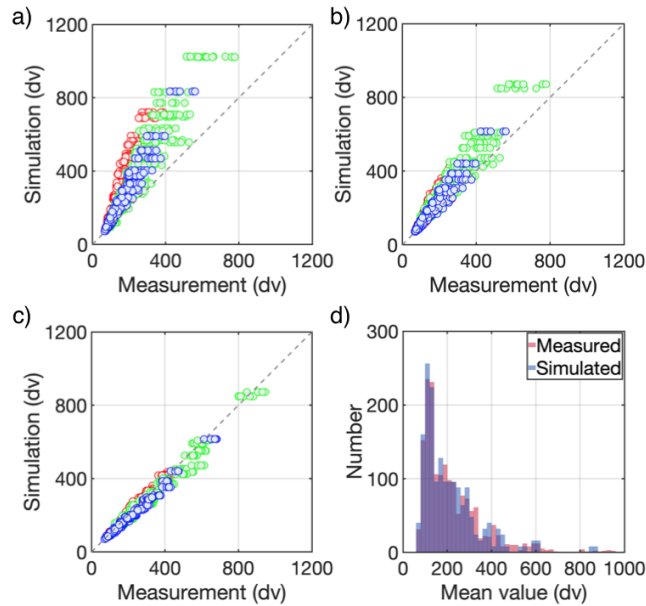 a)
1200
800
400
0
Simulation (dv)
0 400 800 1200
Measurement (dv)
b)
1200
800
400
0
Simulation (dv)
0 400 800 1200
Measurement (dv)
c)
1200
800
400
0
Simulation (dv)
0 400 800 1200
Measurement (dv)
d)
300
200
100
0
Number
Measured
Simulated
0 200 400 600 800 1000
Mean value (dv)